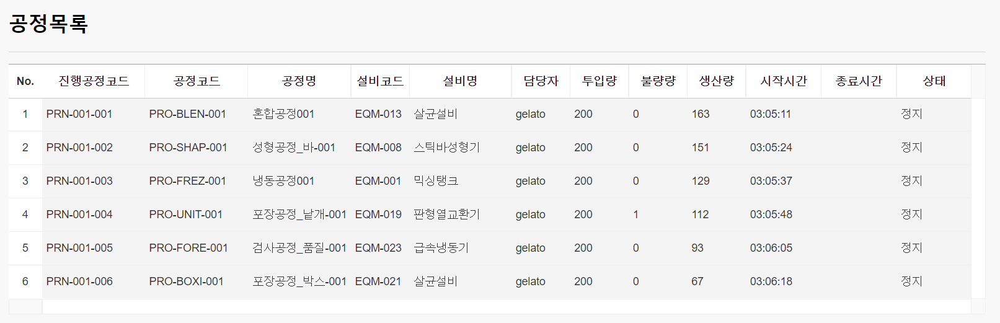 공정목록
No. 진행공정코드 공정코드 공정명 설비코드 설비명 담당자 투입량 불량량 생산량 시작시간 종료시간 상태
1 PRN-001-001 PRO-BLEN-001 혼합공정001 EQM-013 살균설비 gelato 200 0 163 03:05:11 정지
2 PRN-001-002 PRO-SHAP-001 성형공정_바-001 EQM-008 스틱바성형기 gelato 200 0 151 03:05:24 정지
3 PRN-001-003 PRO-FREZ-001 냉동공정001 EQM-001 믹싱탱크 gelato 200 0 129 03:05:37 정지
4 PRN-001-004 PRO-UNIT-001 포장공정_낱개-001 EQM-019 판형열교환기 gelato 200 1 112 03:05:48 정지
5 PRN-001-005 PRO-FORE-001 검사공정_품질-001 EQM-023 급속냉동기 gelato 200 0 93 03:06:05 정지
6 PRN-001-006 PRO-BOXI-001 포장공정_박스-001 EQM-021 살균설비 gelato 200 0 67 03:06:18 정지